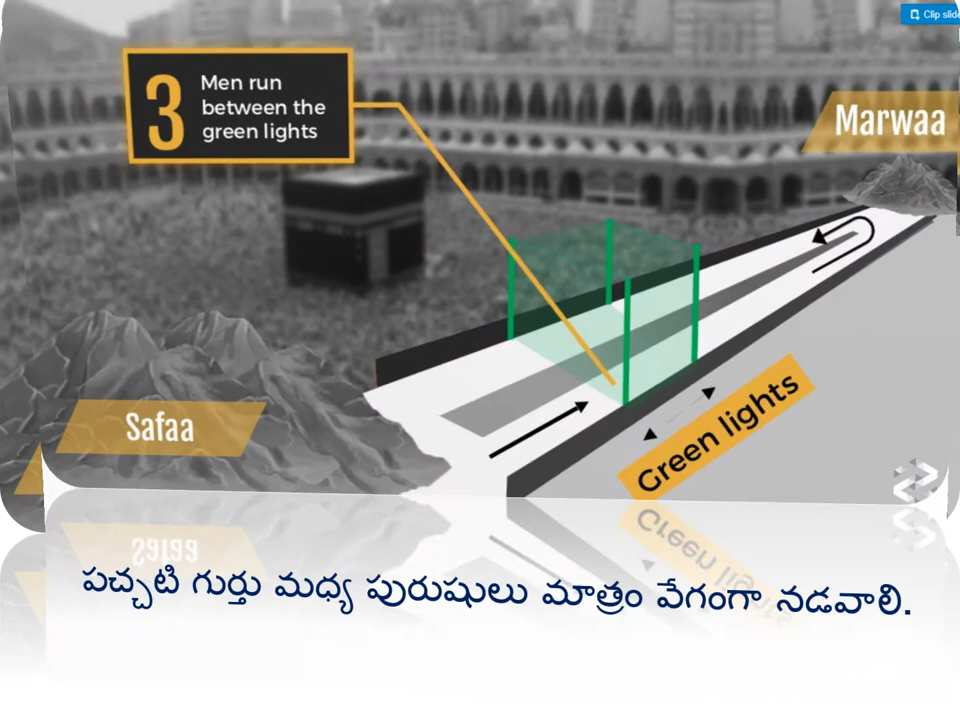 Clip slide
3
Men run
between the
green lights
Marwaa
Safaa
Green lights
పచ్చటి గుర్తు మధ్య పురుషులు మాత్రం వేగంగా నడవాలి.